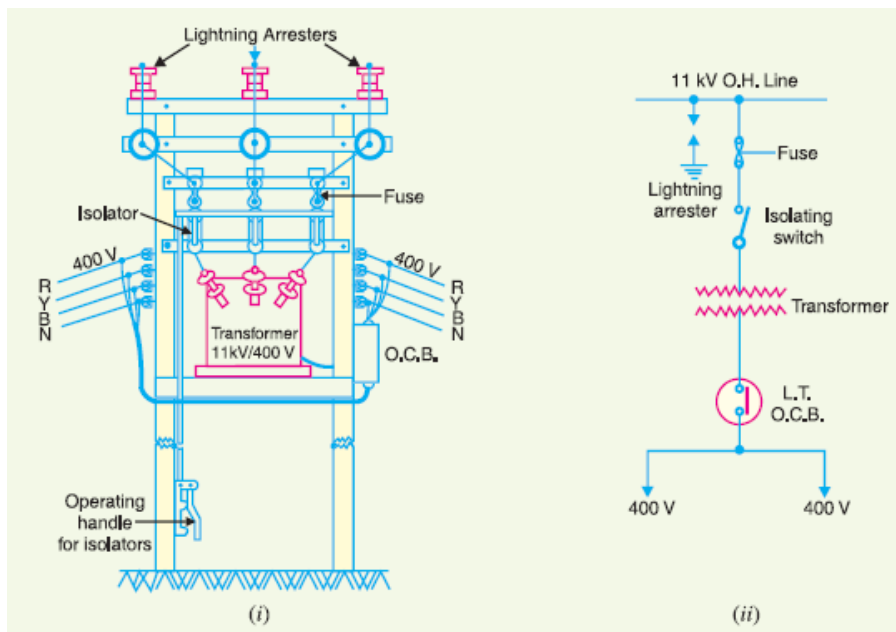 Lightning Arresters
Fuse
Isolator
400 V
R
Y
B
N
400 V
R
Y
B
N
Transformer
11kV/400 V
O.C.B.
Operating
handle
for isolators
(i)
11 kV O.H. Line
Fuse
Lightning
arrester
Isolating
switch
Transformer
L.T.
O.C.B.
400 V
400 V
(ii)